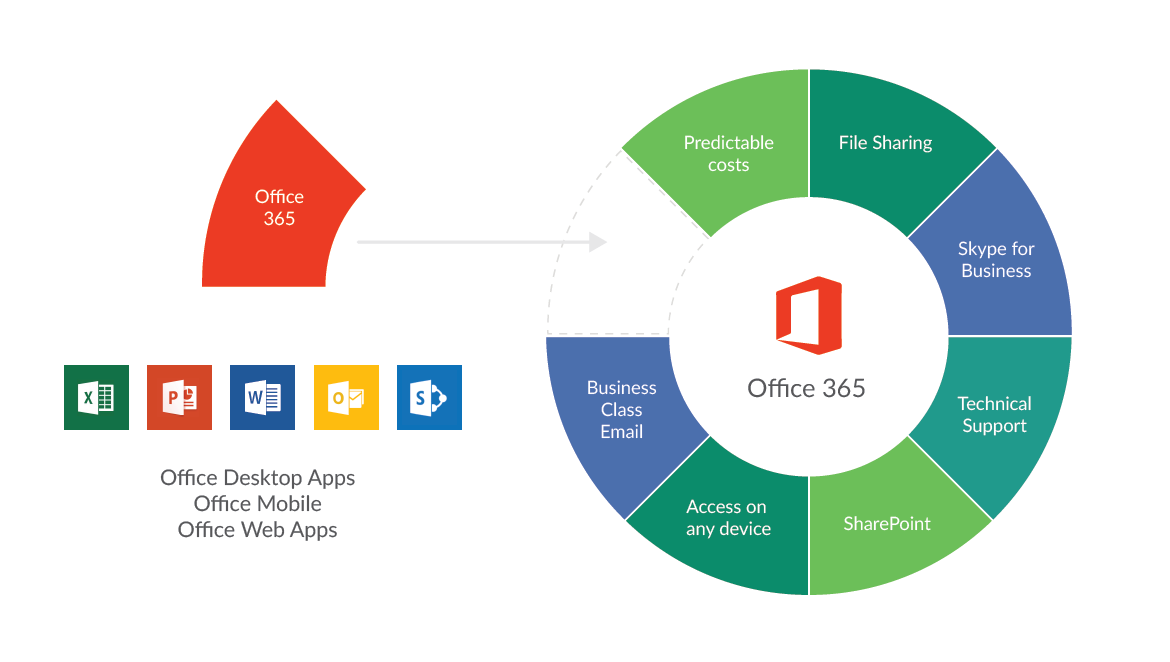 Office
365
X
P
W
O
S
Office Desktop Apps
Office Mobile
Office Web Apps
Predictable
costs
File Sharing
Skype for
Business
Technical
Support
SharePoint
Access on
any device
Business
Class
Email
Office 365